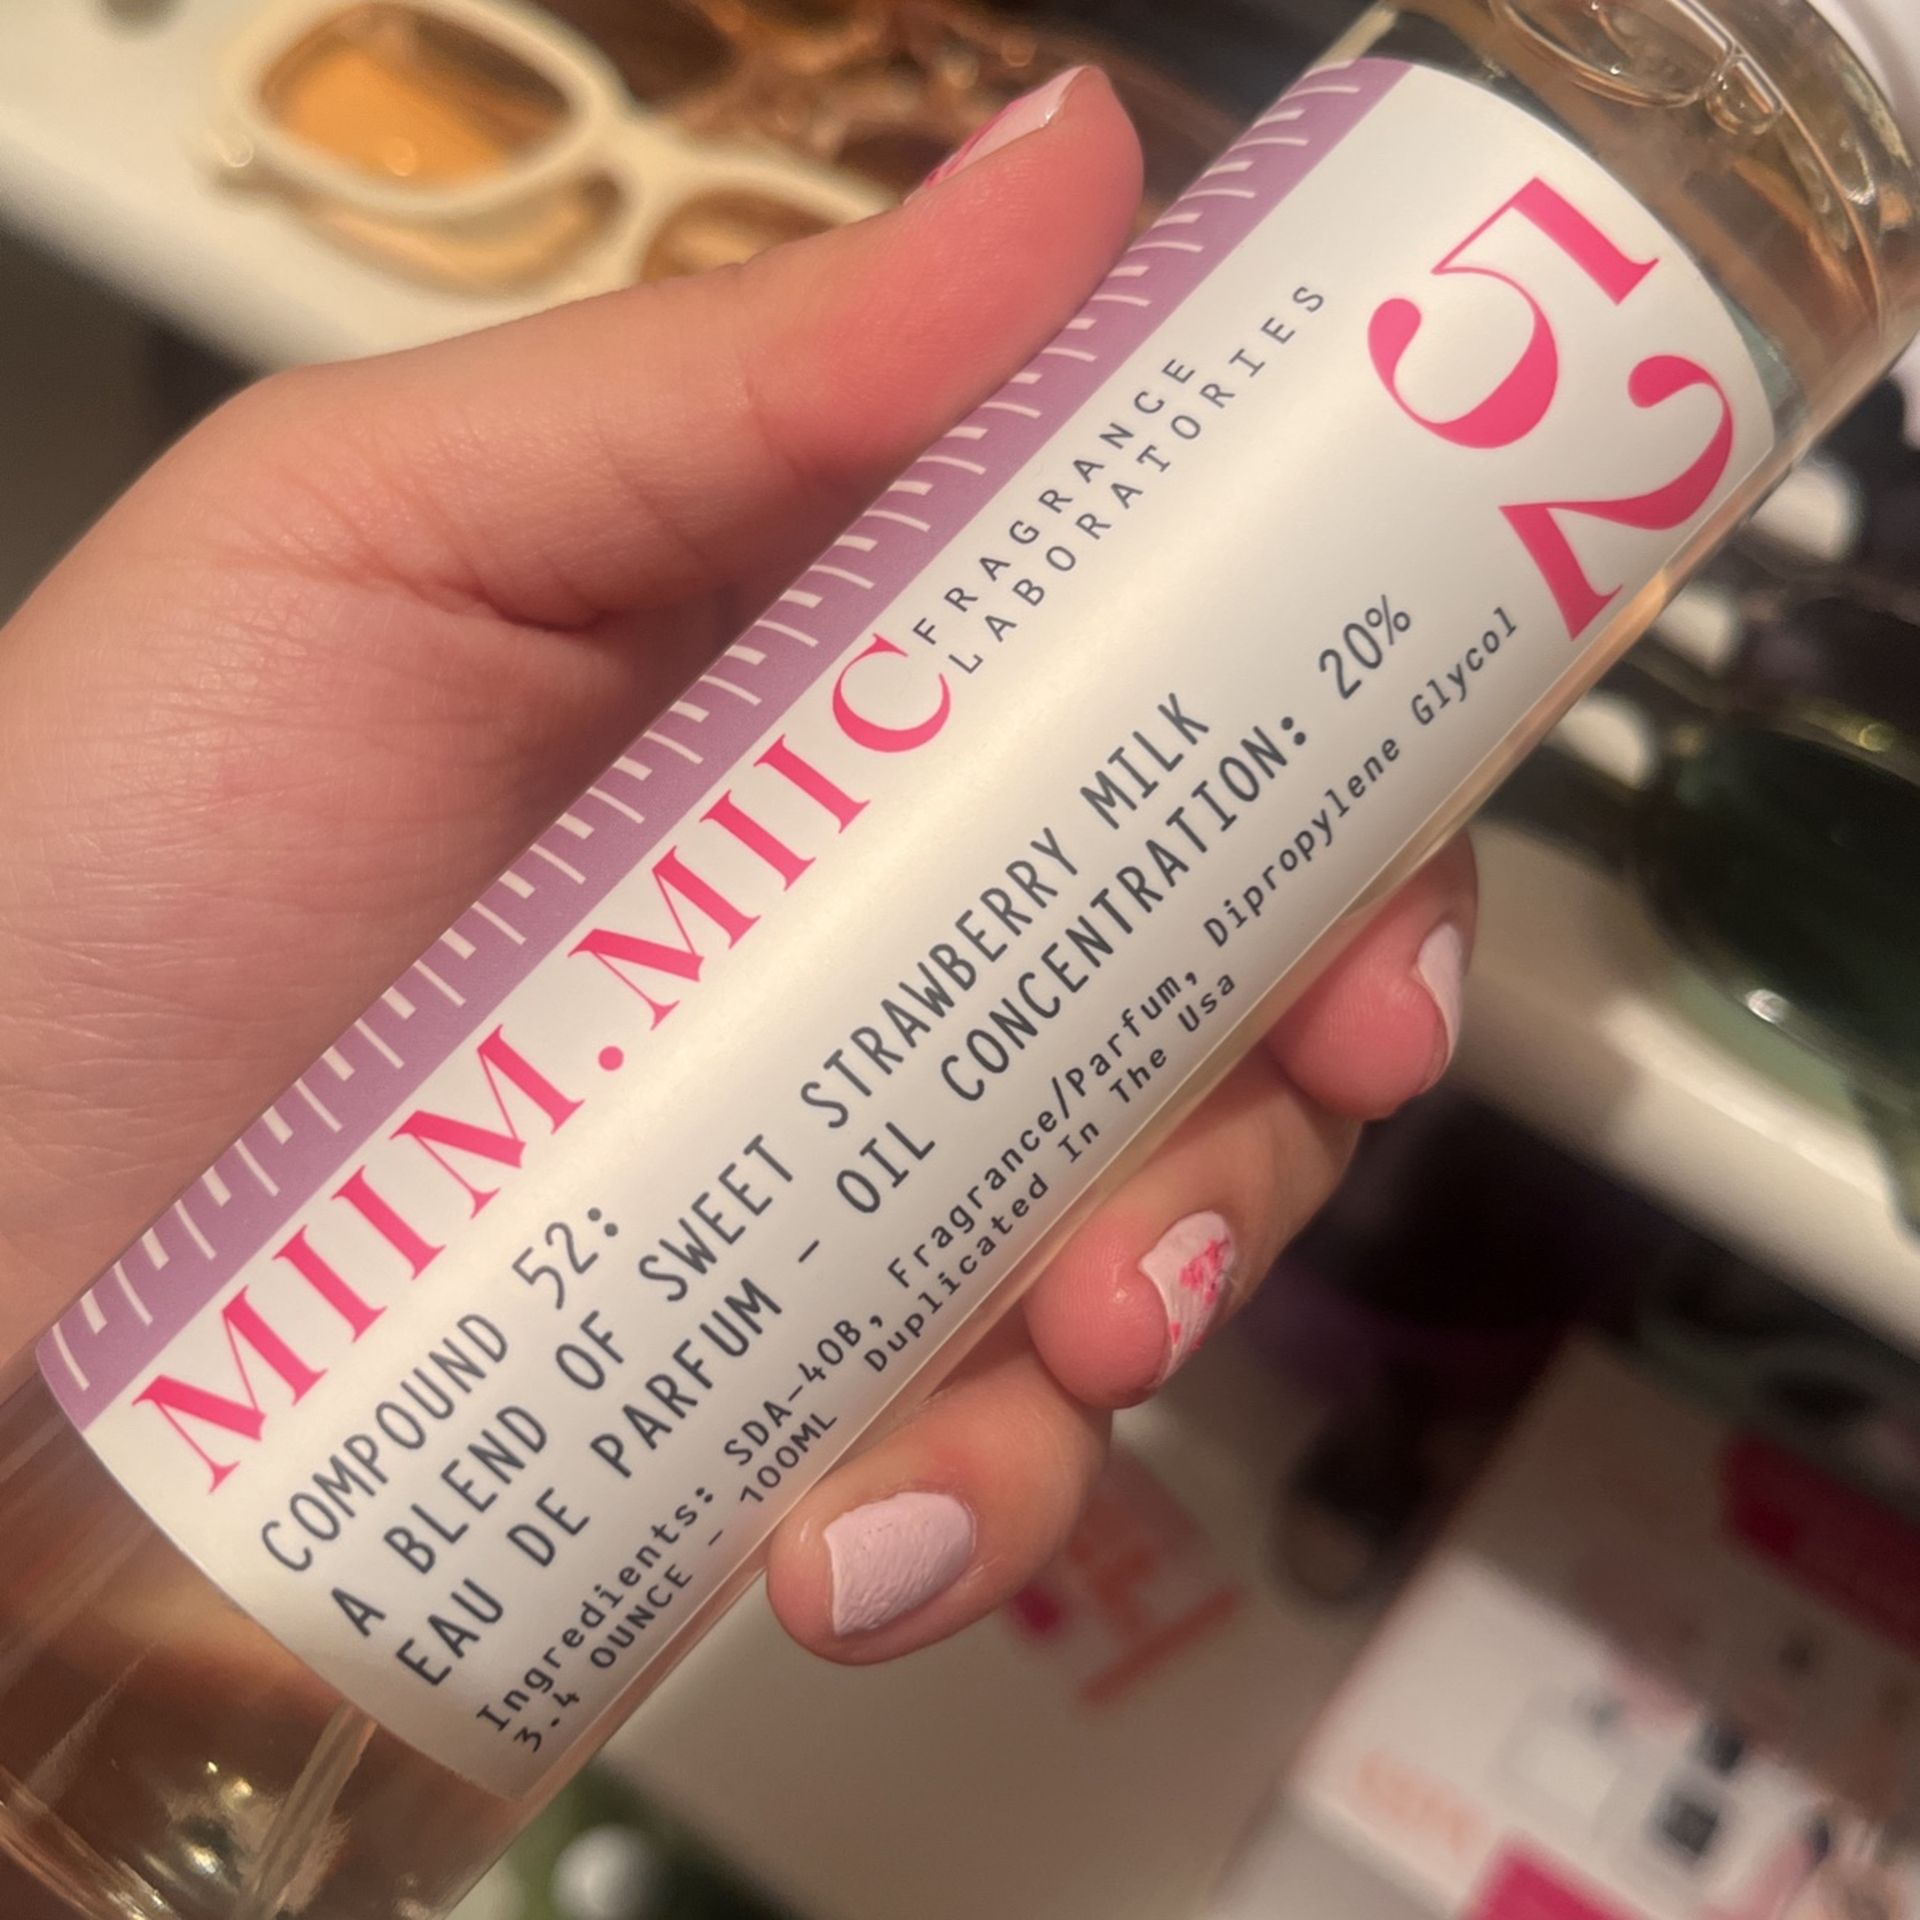 MIIM.MIIC
FRAGRANCE
LABORATORIES
52
COMPOUND 52:
A BLEND OF SWEET STRAWBERRY MILK
EAU DE PARFUM - OIL CONCENTRATION: 20%
Ingredients: SDA-40B, Fragrance/Parfum, Dipropylene Glycol
3.4 OUNCE - 100ML Duplicated In The Usa